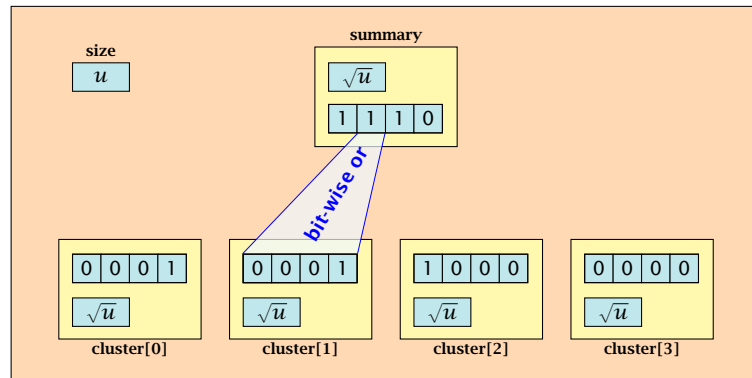 summary
size
u
√u
1 1 1 0
bit-wise or
0 0 0 1
0 0 0 1
1 0 0 0
0 0 0 0
√u
√u
√u
√u
cluster[0]
cluster[1]
cluster[2]
cluster[3]